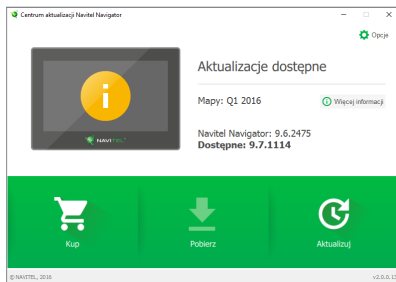 Centrum aktualizacji Navitel Navigator
Opcje
Aktualizacje dostępne
Mapy: Q1 2016
Więcej informacji
NAVITEL
Navitel Navigator: 9.6.2475
Dostępne: 9.7.1114
Kup
Pobierz
Aktualizuj
© NAVITEL, 2016